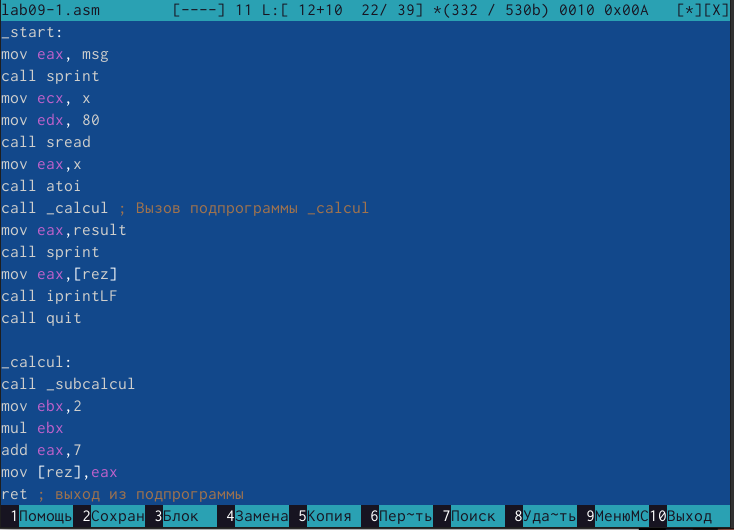 lab09-1.asm [----] 11 L:[ 12+10 22/ 39] *(332 / 530b) 0010 0x00A [*][X]
_start:
mov eax, msg
call sprint
mov ecx, x
mov edx, 80
call sread
mov eax,x
call atoi
call _calcul ; Вызов подпрограммы _calcul
mov eax,result
call sprint
mov eax,[rez]
call iprintLF
call quit
_calcul:
call _subcalcul
mov ebx,2
mul ebx
add eax,7
mov [rez],eax
ret ; выход из подпрограммы
1Помощь 2Сохран 3Блок 4Замена 5Копия 6Пер~ть 7Поиск 8Уда~ть 9МенюMC 10Выход